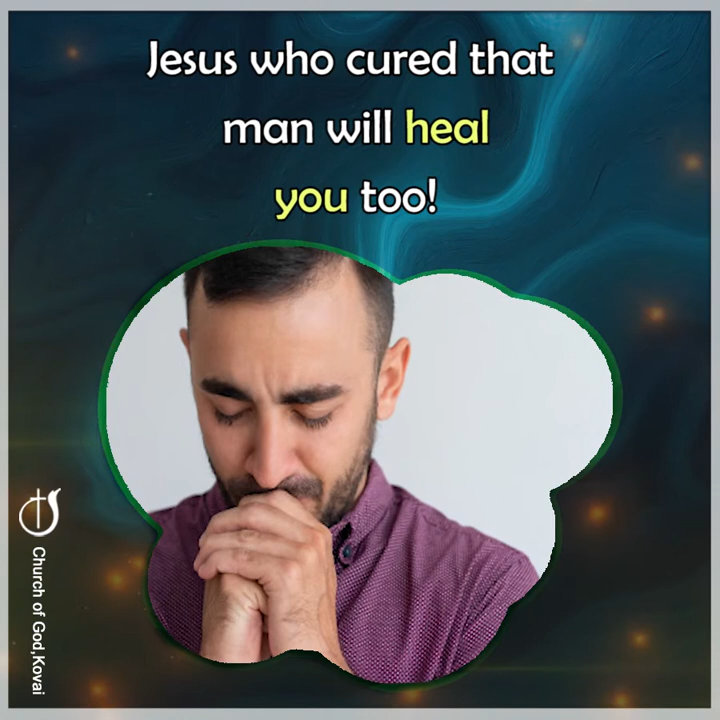 Jesus who cured that
man will heal
you too!
Church of God,Kovai